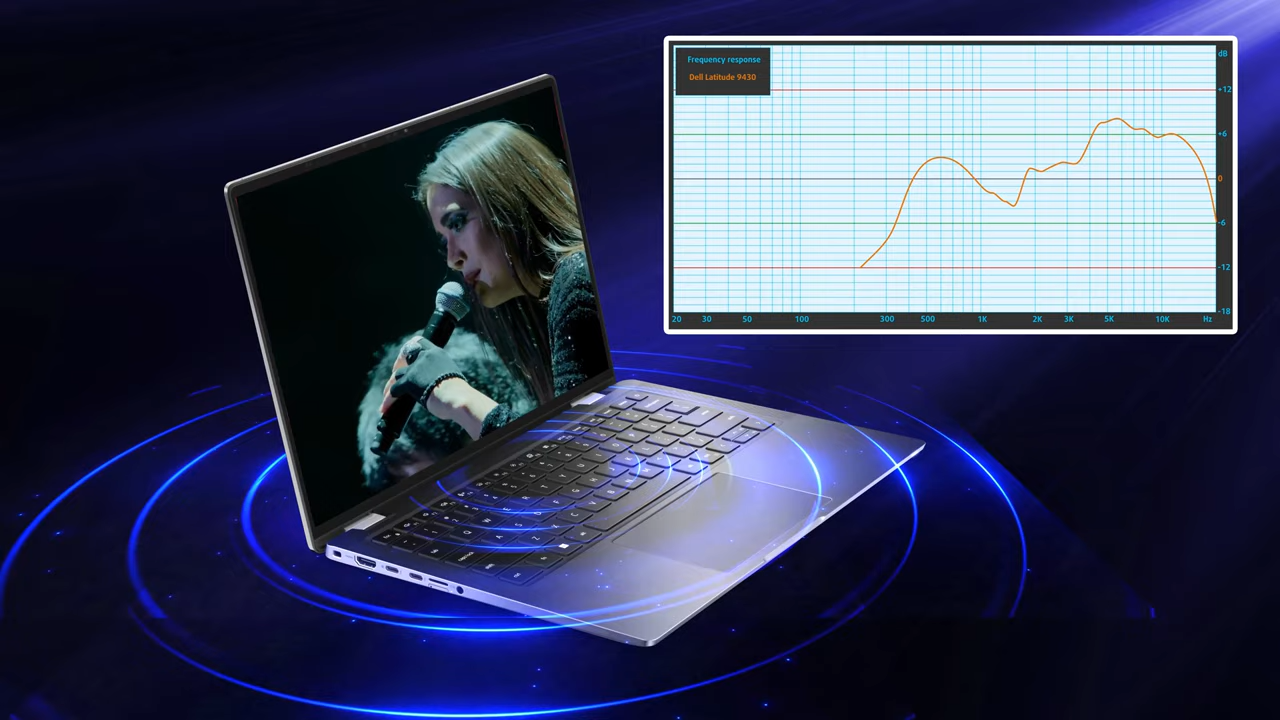 Frequency response
Dell Latitude 9430
dB
+12
+6
0
-6
-12
-18
20 30 50 100 300 500 1K 2K 3K 5K 10K Hz